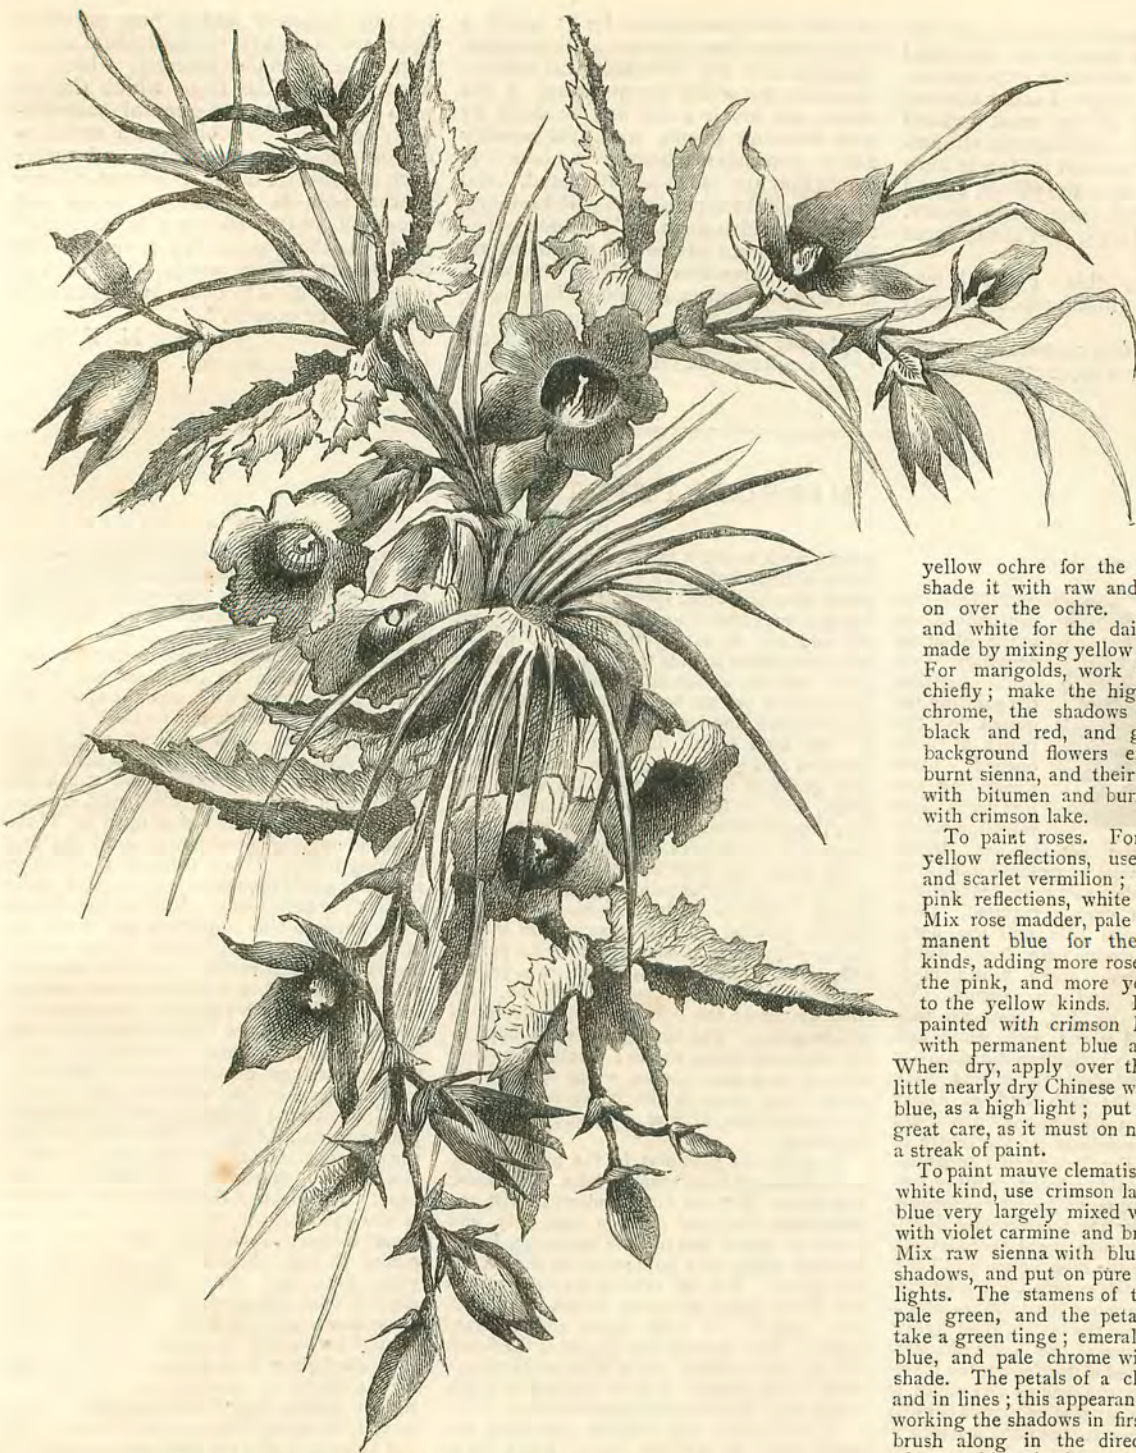 yellow ochre for the
shade it with raw and
on over the ochre.
and white for the dai
made by mixing yellow
For marigolds, work
chiefly ; make the hig
chrome, the shadows
black and red, and g
background flowers e
burnt sienna, and their
with bitumen and bur
with crimson lake.
To paint roses. For
yellow reflections, use
and scarlet vermilion ;
pink reflections, white
Mix rose madder, pale
manent blue for the
kinds, adding more rose
the pink, and more ye
to the yellow kinds.
painted with crimson
with permanent blue a
When dry, apply over th
little nearly dry Chinese w
blue, as a high light ; put
great care, as it must on n
a streak of paint.
To paint mauve clematis
white kind, use crimson la
blue very largely mixed w
with violet carmine and br
Mix raw sienna with blu
shadows, and put on pure
lights. The stamens of t
pale green, and the peta
take a green tinge ; emeral
blue, and pale chrome wi
shade. The petals of a cl
and in lines ; this appearan
working the shadows in firs
brush along in the direc